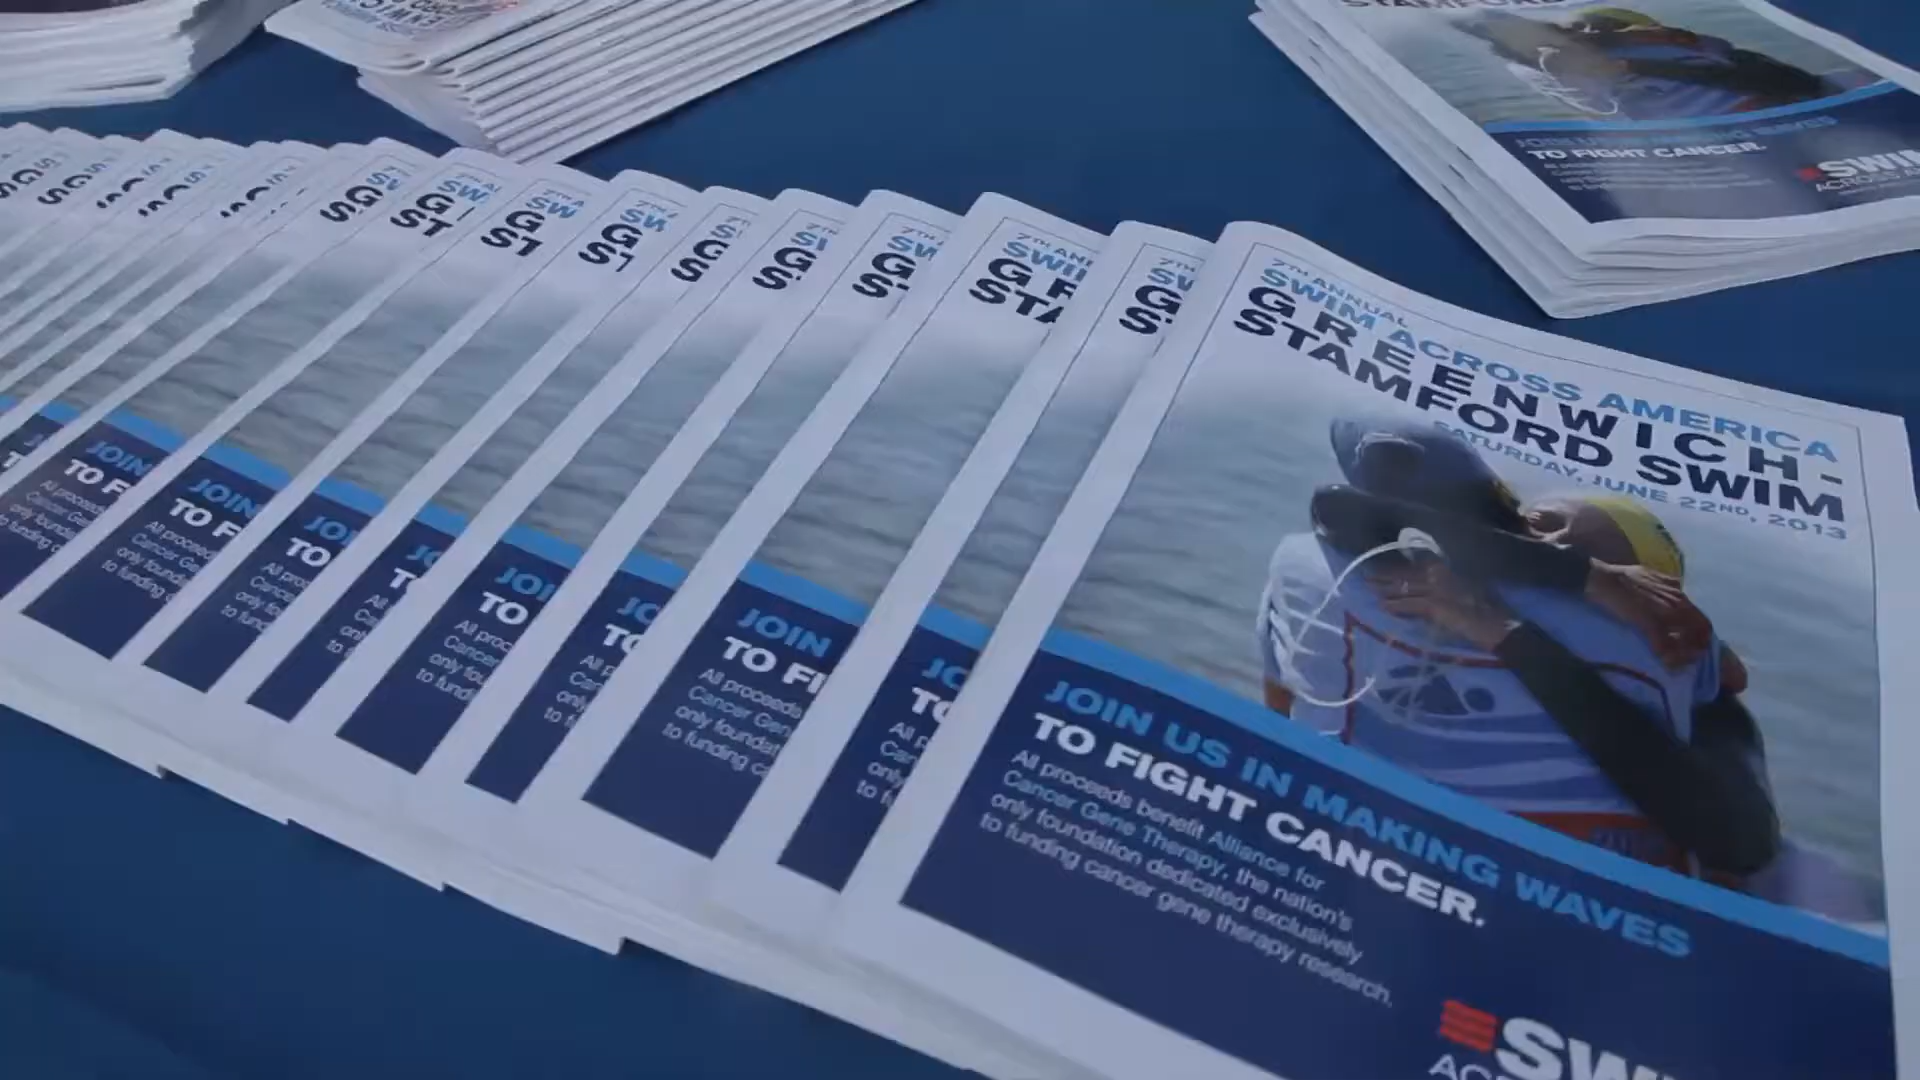 7TH ANNUAL
SWIM ACROSS AMERICA
GREENWICH-
STAMFORD SWIM
SATURDAY, JUNE 22ND, 2013
JOIN US IN MAKING WAVES
TO FIGHT CANCER.
All proceeds benefit Alliance for
Cancer Gene Therapy, the nation's
only foundation dedicated exclusively
to funding cancer gene therapy research.
STAMFORD
TO FIGHT CANCER.